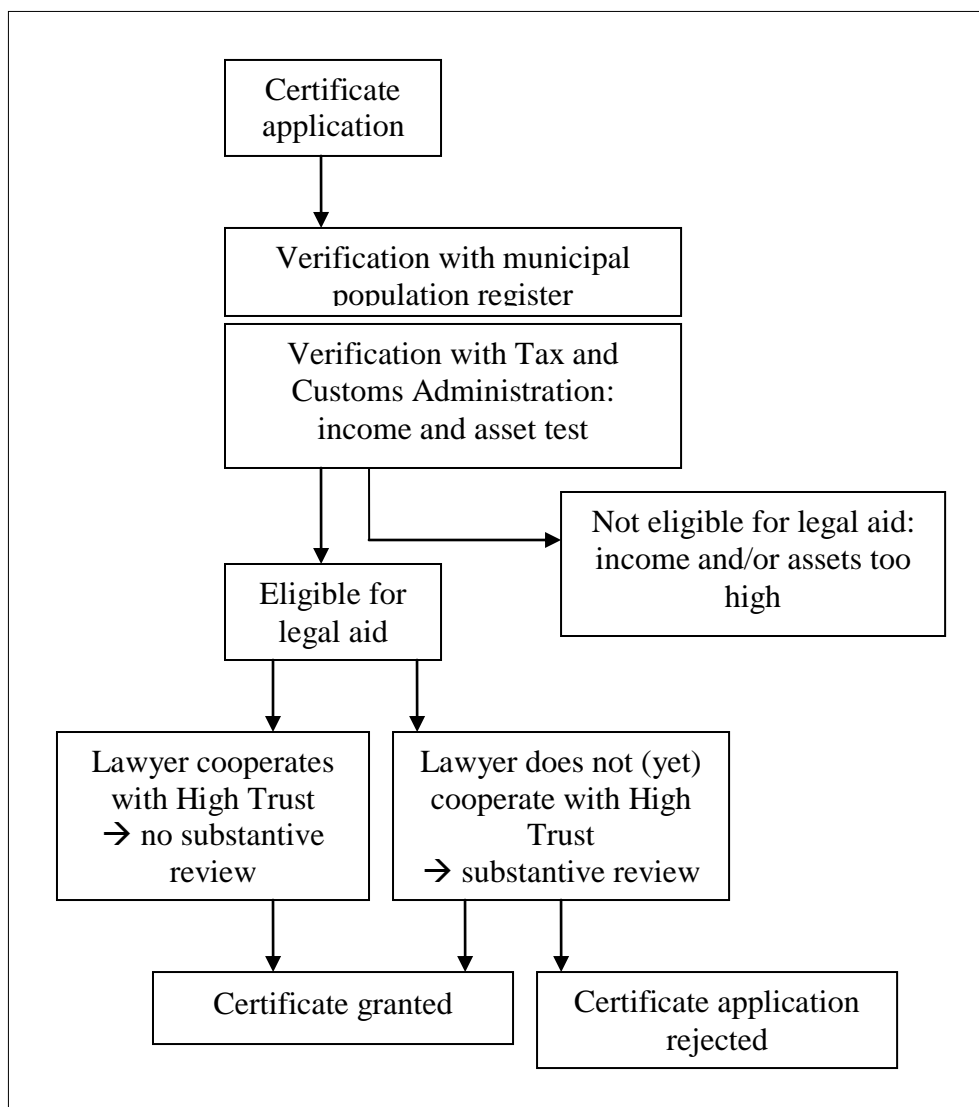 Certificate
application
Verification with municipal
population register
Verification with Tax and
Customs Administration:
income and asset test
Not eligible for legal aid:
income and/or assets too
high
Eligible for
legal aid
Lawyer cooperates
with High Trust
→ no substantive
review
Lawyer does not (yet)
cooperate with High
Trust
→ substantive review
Certificate granted
Certificate application
rejected